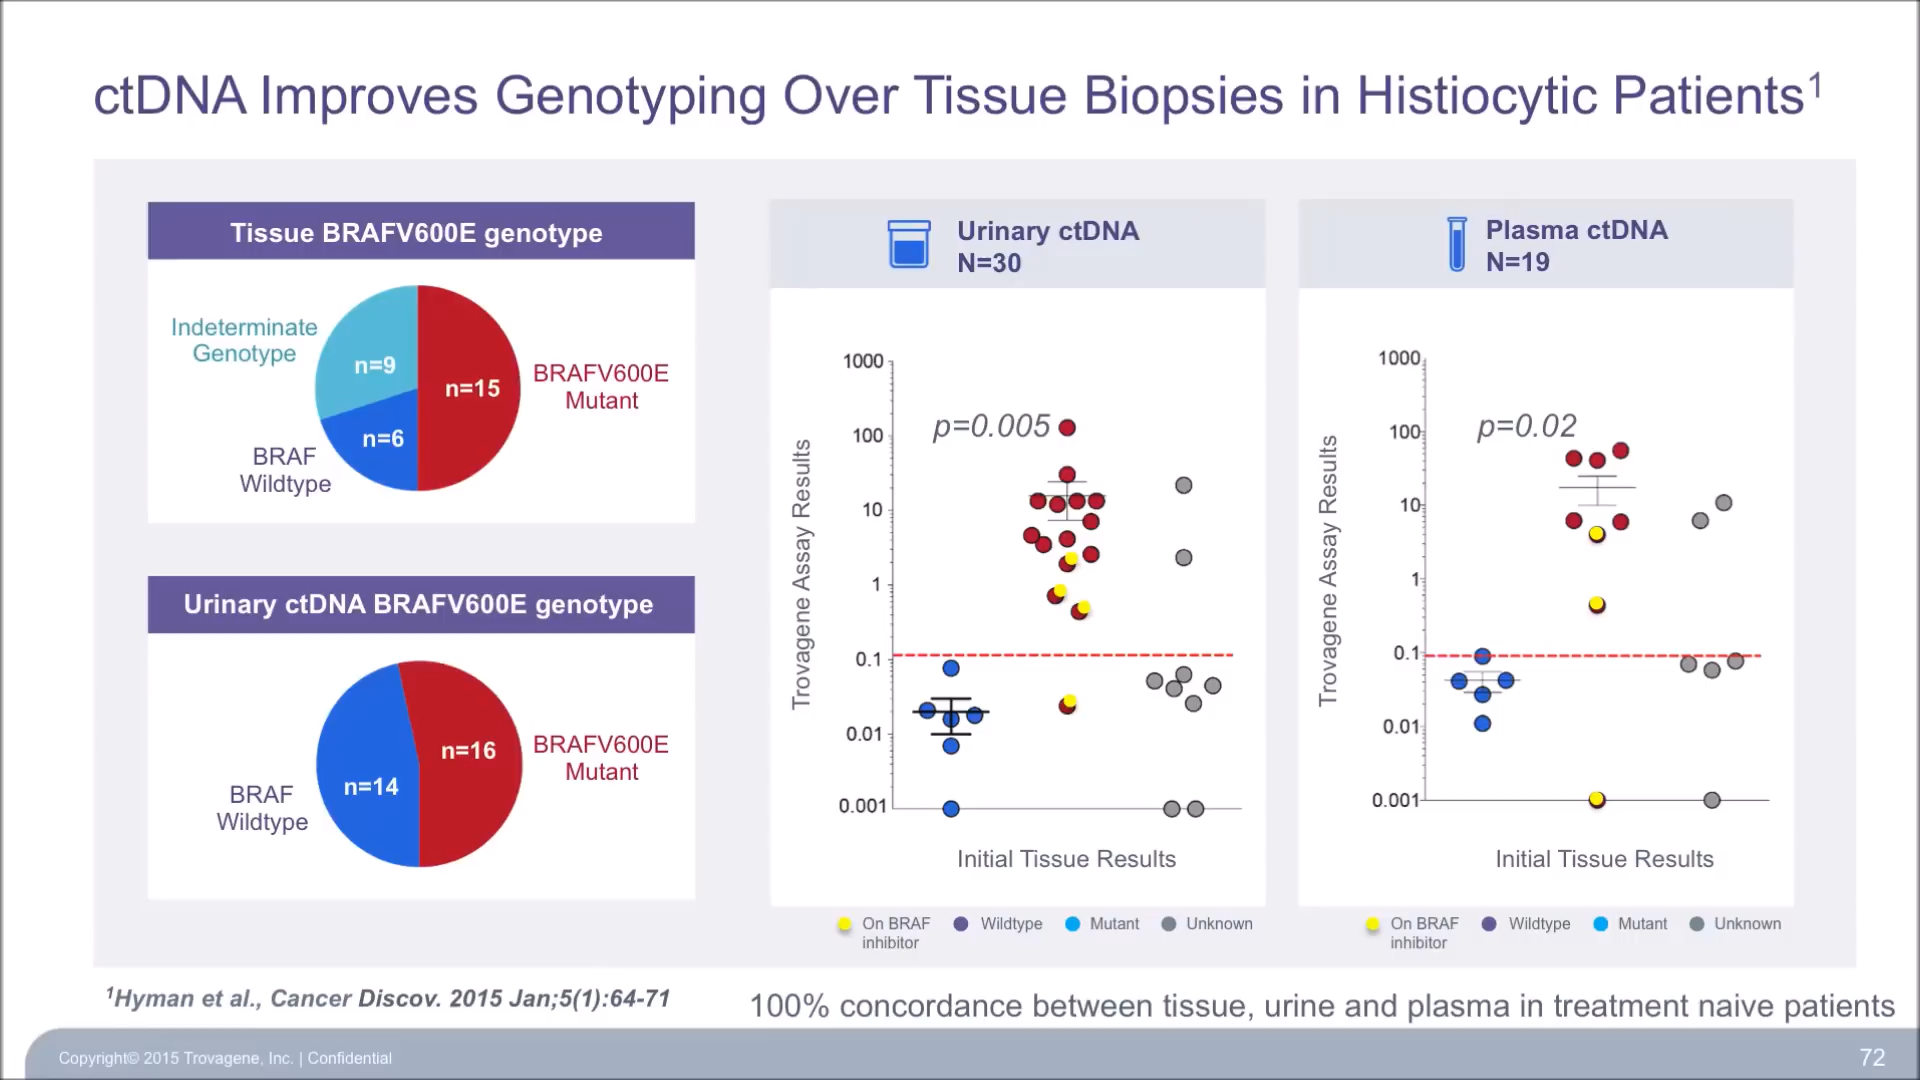 ctDNA Improves Genotyping Over Tissue Biopsies in Histiocytic Patients¹
Tissue BRAFV600E genotype
Indeterminate
Genotype
n=9
n=15
BRAFV600E
Mutant
n=6
BRAF
Wildtype
Urinary ctDNA BRAFV600E genotype
n=16
BRAFV600E
Mutant
n=14
BRAF
Wildtype
Urinary ctDNA
N=30
Trovagene Assay Results
1000
100
10
1
0.1
0.01
0.001
p=0.005
Initial Tissue Results
On BRAF
inhibitor
Wildtype
Mutant
Unknown
Plasma ctDNA
N=19
Trovagene Assay Results
1000
100
10
1
0.1
0.01
0.001
p=0.02
Initial Tissue Results
On BRAF
inhibitor
Wildtype
Mutant
Unknown
¹Hyman et al., Cancer Discov. 2015 Jan;5(1):64-71
100% concordance between tissue, urine and plasma in treatment naive patients
Copyright© 2015 Trovagene, Inc. | Confidential
72